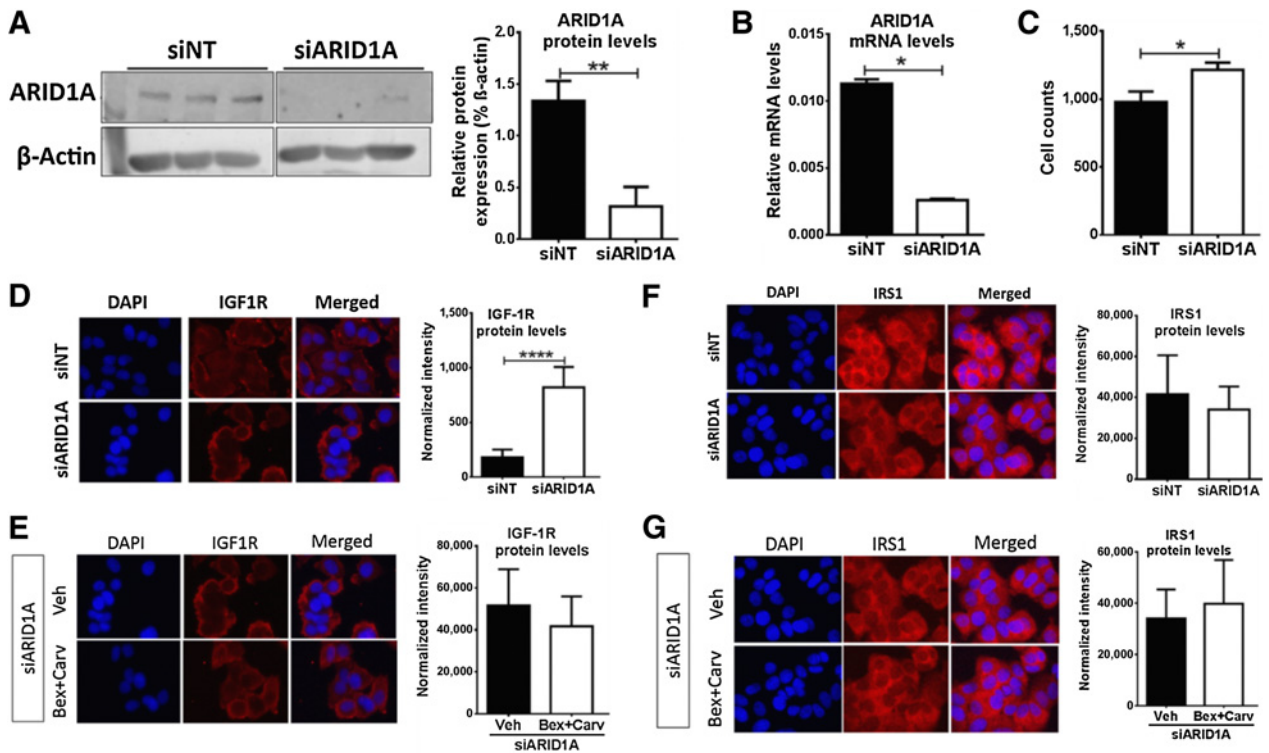 A
siNT
siARID1A
ARID1A
β-Actin
ARID1A
protein levels
Relative protein
expression (% ß-actin)
2.0
1.5
1.0
0.5
0.0
**
siNT
siARID1A
B
ARID1A
mRNA levels
Relative mRNA levels
0.015
0.010
0.005
0.000
*
siNT
siARID1A
C
Cell counts
1,500
1,000
500
0
*
siNT
siARID1A
D
DAPI
IGF1R
Merged
siNT
siARID1A
IGF-1R
protein levels
Normalized intensity
1,500
1,000
500
0
****
siNT
siARID1A
F
DAPI
IRS1
Merged
siNT
siARID1A
IRS1
protein levels
Normalized intensity
80,000
60,000
40,000
20,000
0
siNT
siARID1A
E
siARID1A
DAPI
IGF1R
Merged
Veh
Bex+Carv
IGF-1R
protein levels
Normalized intensity
80,000
60,000
40,000
20,000
0
Veh
Bex+Carv
siARID1A
G
siARID1A
DAPI
IRS1
Merged
Veh
Bex+Carv
IRS1
protein levels
Normalized intensity
60,000
40,000
20,000
0
Veh
Bex+Carv
siARID1A